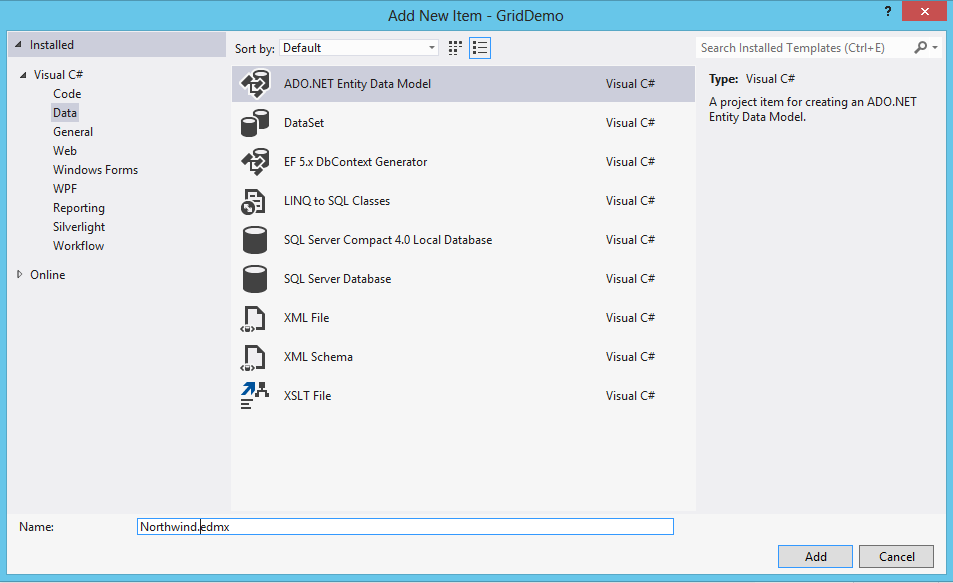 Add New Item - GridDemo
?
Installed
Sort by: Default
Search Installed Templates (Ctrl+E)
Visual C#
Code
Data
General
Web
Windows Forms
WPF
Reporting
Silverlight
Workflow
Online
ADO.NET Entity Data Model Visual C#
DataSet Visual C#
EF 5.x DbContext Generator Visual C#
LINQ to SQL Classes Visual C#
SQL Server Compact 4.0 Local Database Visual C#
SQL Server Database Visual C#
XML File Visual C#
XML Schema Visual C#
XSLT File Visual C#
Type: Visual C#
A project item for creating an ADO.NET
Entity Data Model.
Name: Northwind.edmx
Add Cancel